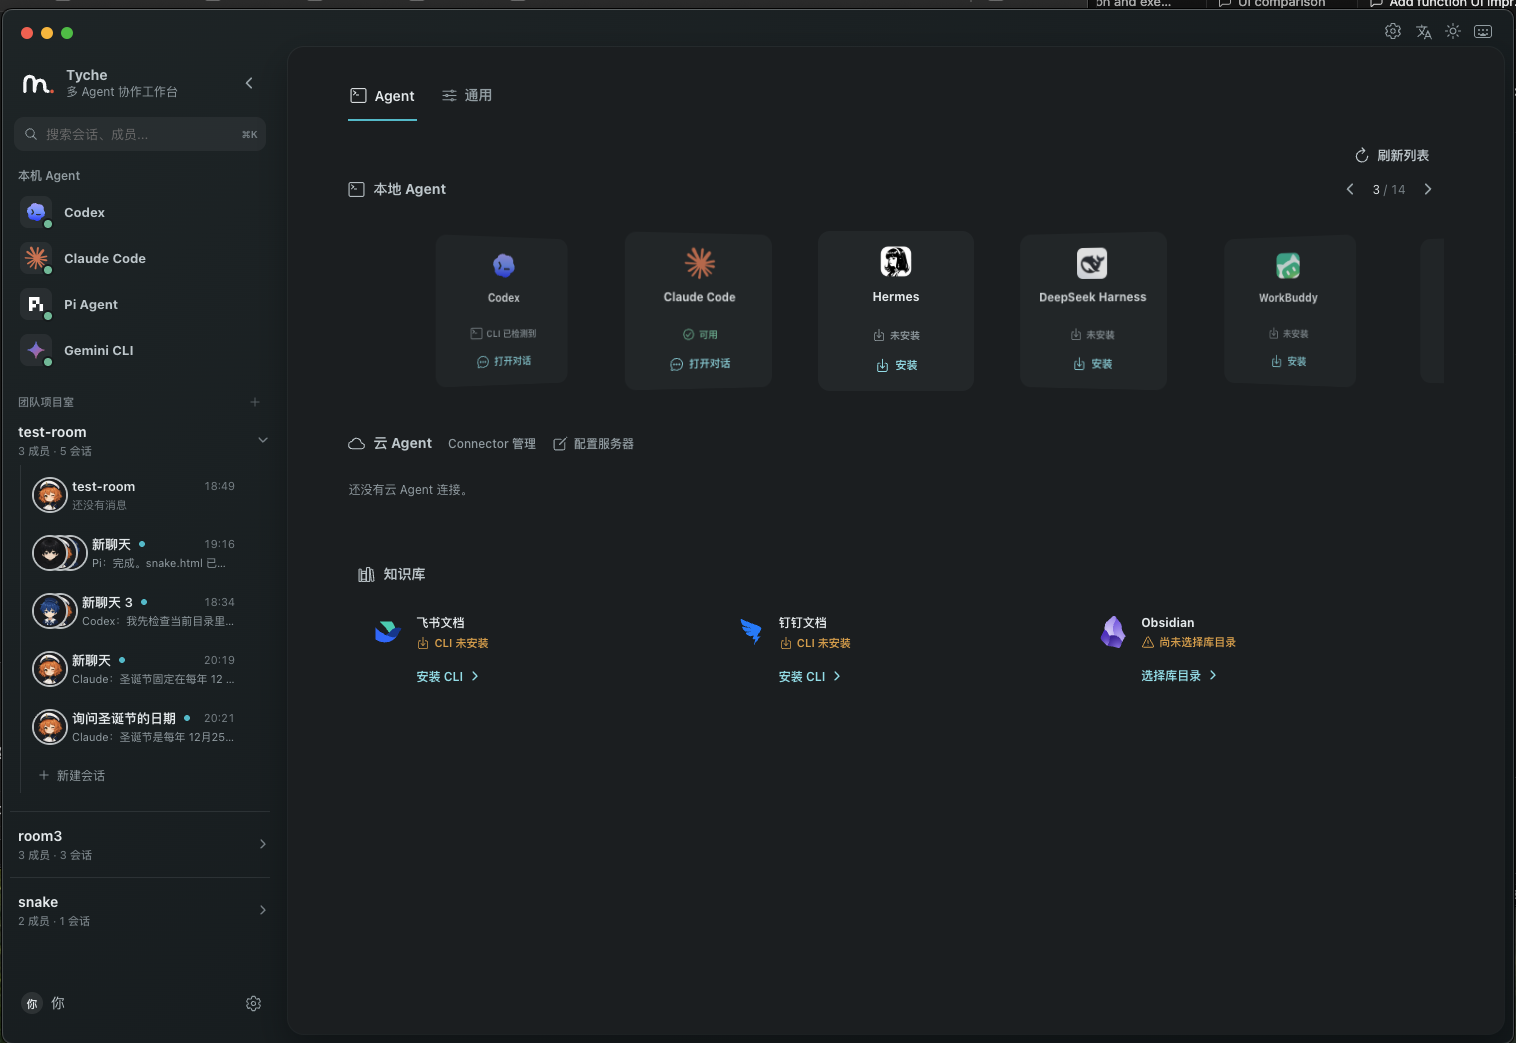 UI comparison
Add function UI impr
Tyche
多 Agent 协作工作台
搜索会话、成员...
⌘K
本机 Agent
Codex
Claude Code
Pi Agent
Gemini CLI
团队项目室
test-room
3 成员 · 5 会话
test-room 18:49
还没有消息
新聊天 19:16
Pi：完成。snake.html 已...
新聊天 3 18:34
Codex：我先检查当前目录里...
新聊天 20:19
Claude：圣诞节固定在每年 12 ...
询问圣诞节的日期 20:21
Claude：圣诞节是每年 12月25...
新建会话
room3
3 成员 · 3 会话
snake
2 成员 · 1 会话
你 你
Agent 通用
刷新列表
本地 Agent
3 / 14
Codex
CLI 已检测到
打开对话
Claude Code
可用
打开对话
Hermes
未安装
安装
DeepSeek Harness
未安装
安装
WorkBuddy
未安装
安装
云 Agent Connector 管理 配置服务器
还没有云 Agent 连接。
知识库
飞书文档
CLI 未安装
安装 CLI
钉钉文档
CLI 未安装
安装 CLI
Obsidian
尚未选择库目录
选择库目录